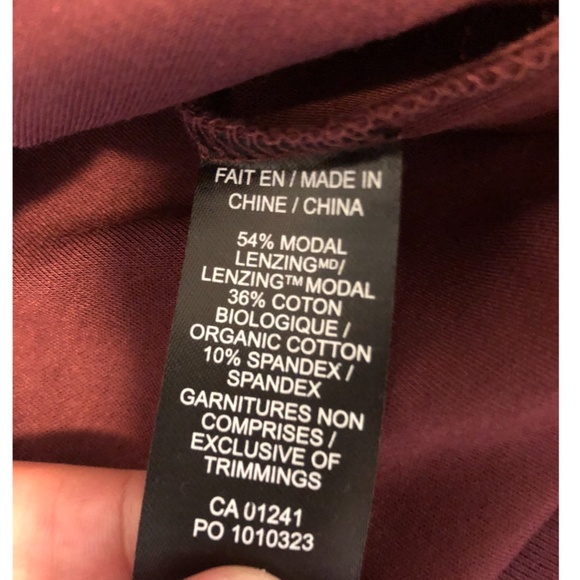 FAIT EN / MADE IN
CHINE / CHINA
54% MODAL
LENZINGMD/
LENZING™ MODAL
36% COTON
BIOLOGIQUE /
ORGANIC COTTON
10% SPANDEX /
SPANDEX
GARNITURES NON
COMPRISES /
EXCLUSIVE OF
TRIMMINGS
CA 01241
PO 1010323